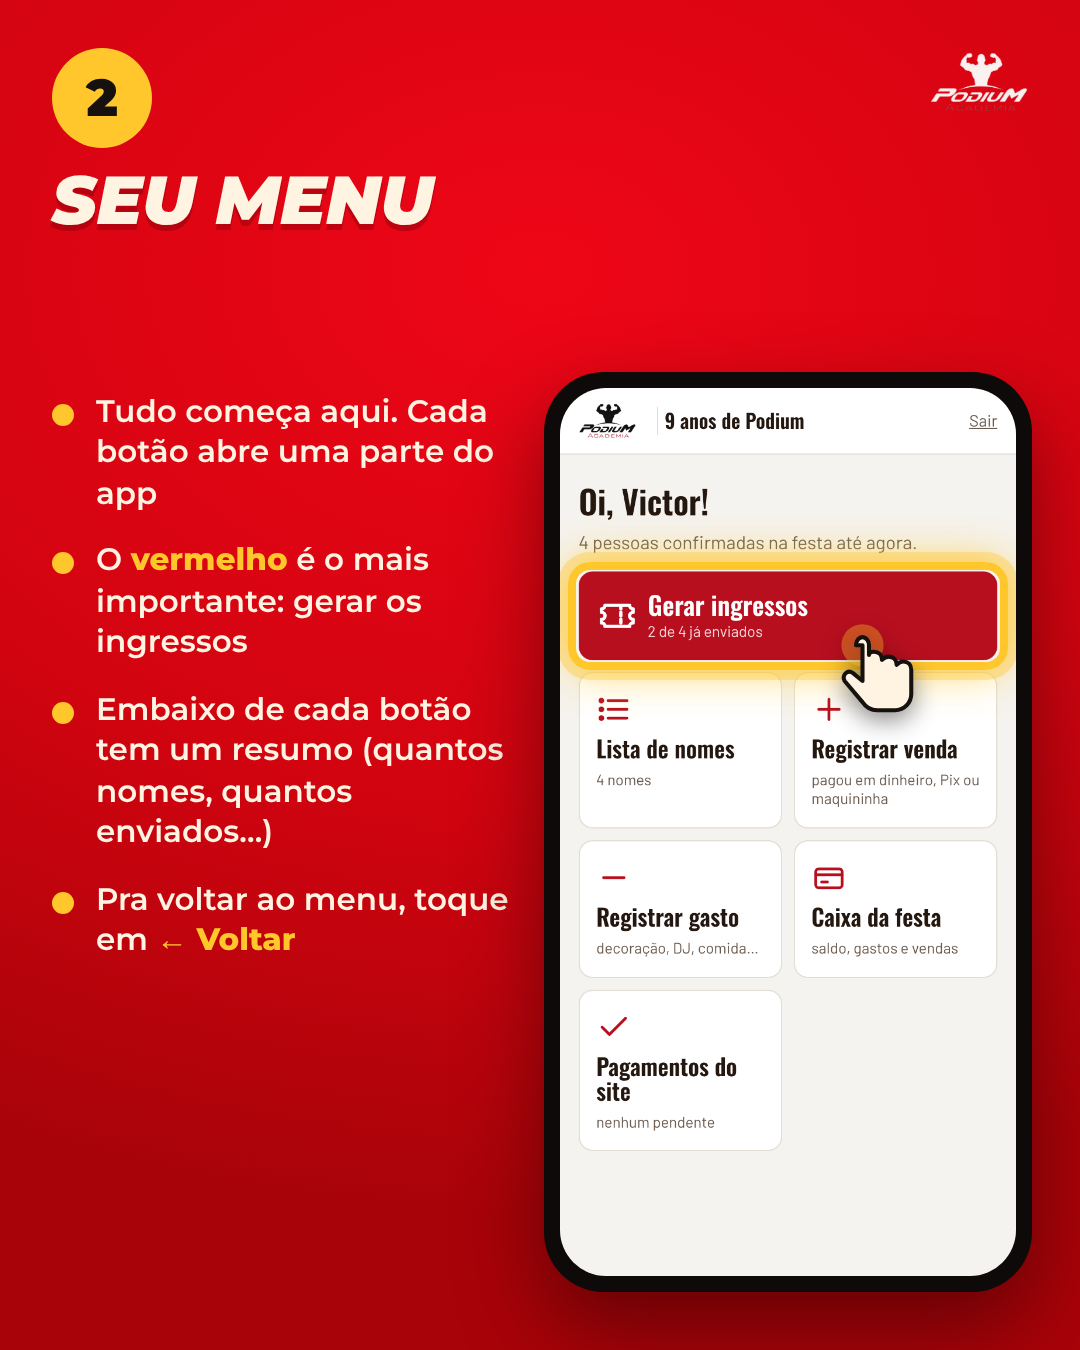 2
PODIUM
ACADEMIA
SEU MENU
Tudo começa aqui. Cada
botão abre uma parte do
app
O vermelho é o mais
importante: gerar os
ingressos
Embaixo de cada botão
tem um resumo (quantos
nomes, quantos
enviados...)
Pra voltar ao menu, toque
em ← Voltar
PODIUM
ACADEMIA
9 anos de Podium
Sair
Oi, Victor!
4 pessoas confirmadas na festa até agora.
Gerar ingressos
2 de 4 já enviados
Lista de nomes
4 nomes
Registrar venda
pagou em dinheiro, Pix ou
maquininha
Registrar gasto
decoração, DJ, comida...
Caixa da festa
saldo, gastos e vendas
Pagamentos do
site
nenhum pendente